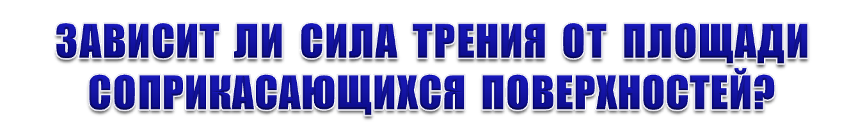 ЗАВИСИТ ЛИ СИЛА ТРЕНИЯ ОТ ПЛОЩАДИ
СОПРИКАСАЮЩИХСЯ ПОВЕРХНОСТЕЙ?